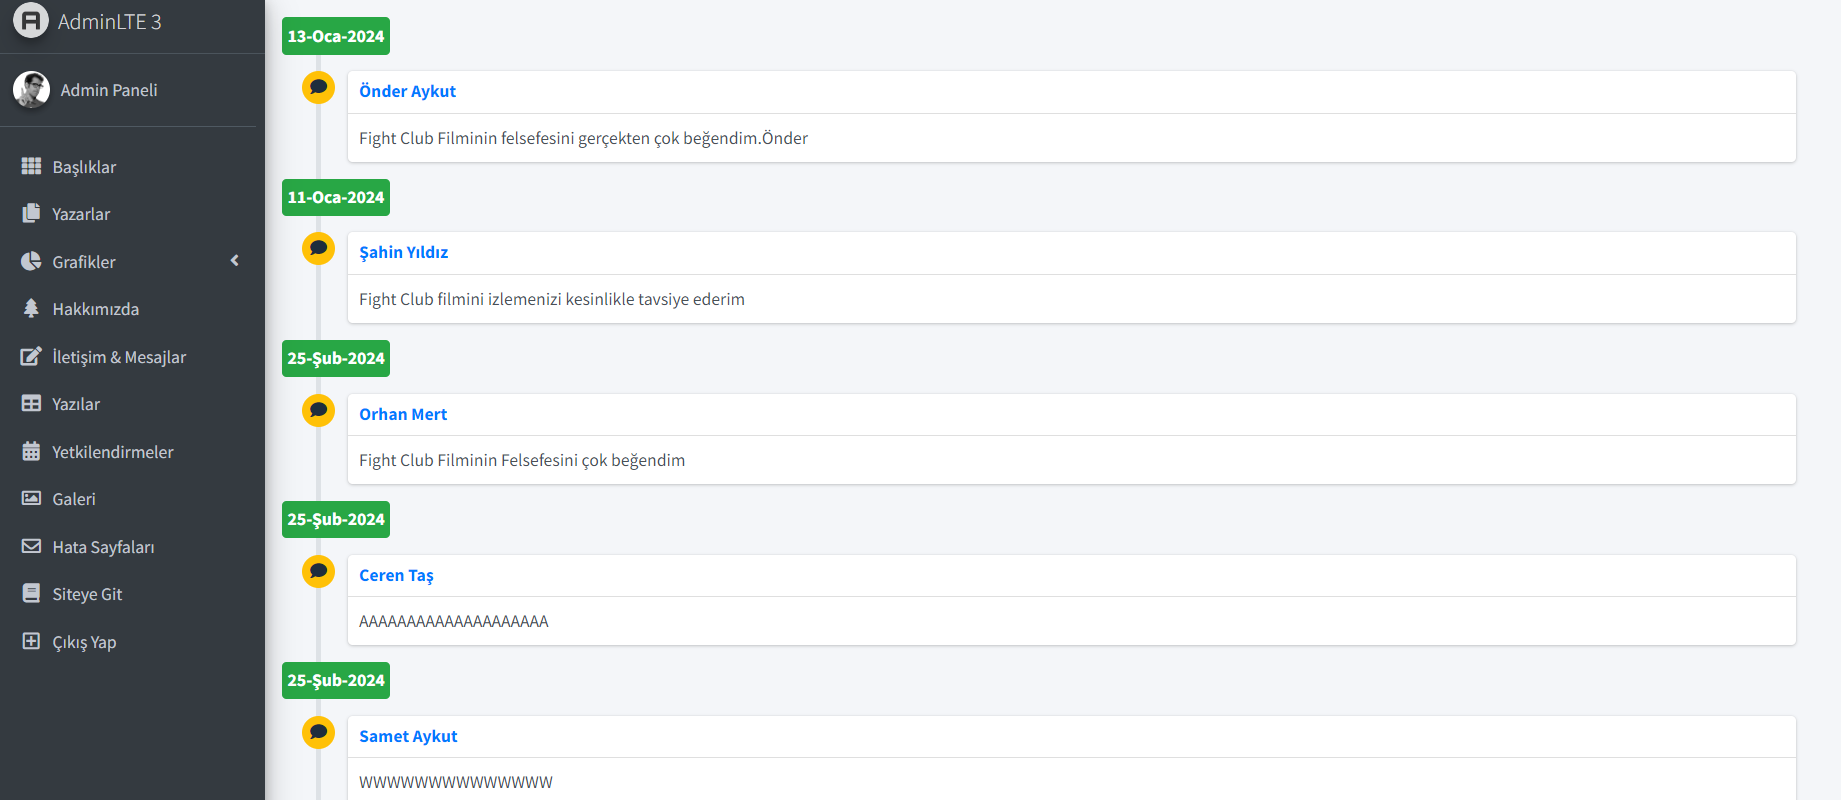 AdminLTE 3
Admin Paneli
Başlıklar
Yazarlar
Grafikler
Hakkımızda
İletişim & Mesajlar
Yazılar
Yetkilendirmeler
Galeri
Hata Sayfaları
Siteye Git
Çıkış Yap
13-Oca-2024
Önder Aykut
Fight Club Filminin felsefesini gerçekten çok beğendim.Önder
11-Oca-2024
Şahin Yıldız
Fight Club filmini izlemenizi kesinlikle tavsiye ederim
25-Şub-2024
Orhan Mert
Fight Club Filminin Felsefesini çok beğendim
25-Şub-2024
Ceren Taş
AAAAAAAAAAAAAAAAAAAA
25-Şub-2024
Samet Aykut
WWWWWWWWWWWWWW